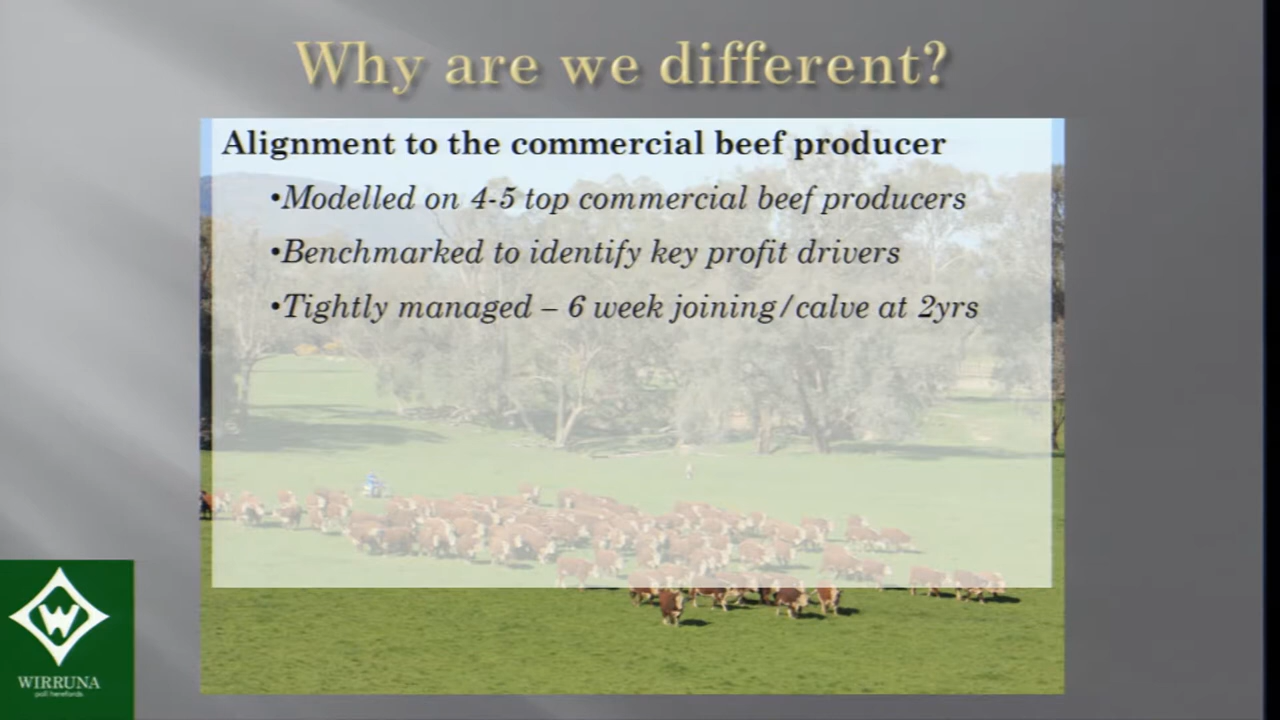 Why are we different?
Alignment to the commercial beef producer
•Modelled on 4-5 top commercial beef producers
•Benchmarked to identify key profit drivers
•Tightly managed – 6 week joining/calve at 2yrs
W
WIRRUNA
poll herefords